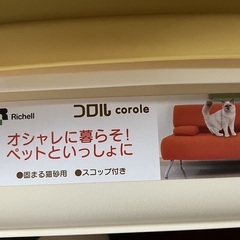 Richell
コロル corole
オシャレに暮らそ!
ペットといっしょに
●固まる猫砂用 ●スコップ付き